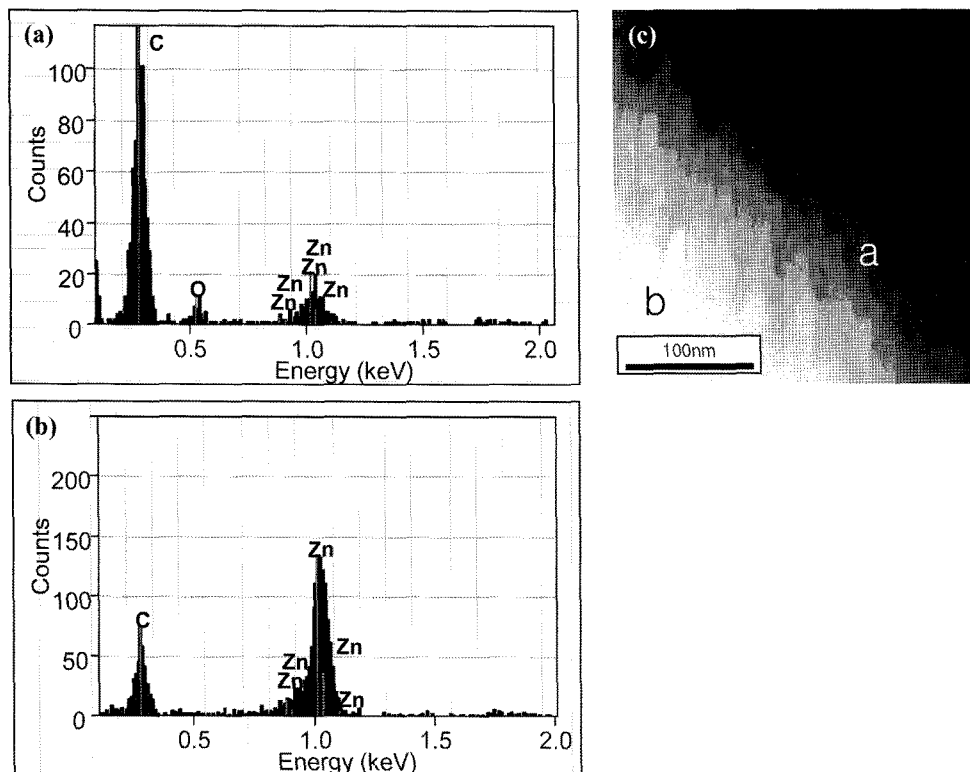 (a)
C
100
80
60
40
20
0
Counts
O
Zn
Zn
Zn
Zn
Zn
0.5
1.0
1.5
2.0
Energy (keV)
(b)
200
150
100
50
0
Counts
C
Zn
Zn
Zn
Zn
Zn
0.5
1.0
1.5
2.0
Energy (keV)
(c)
a
b
100nm